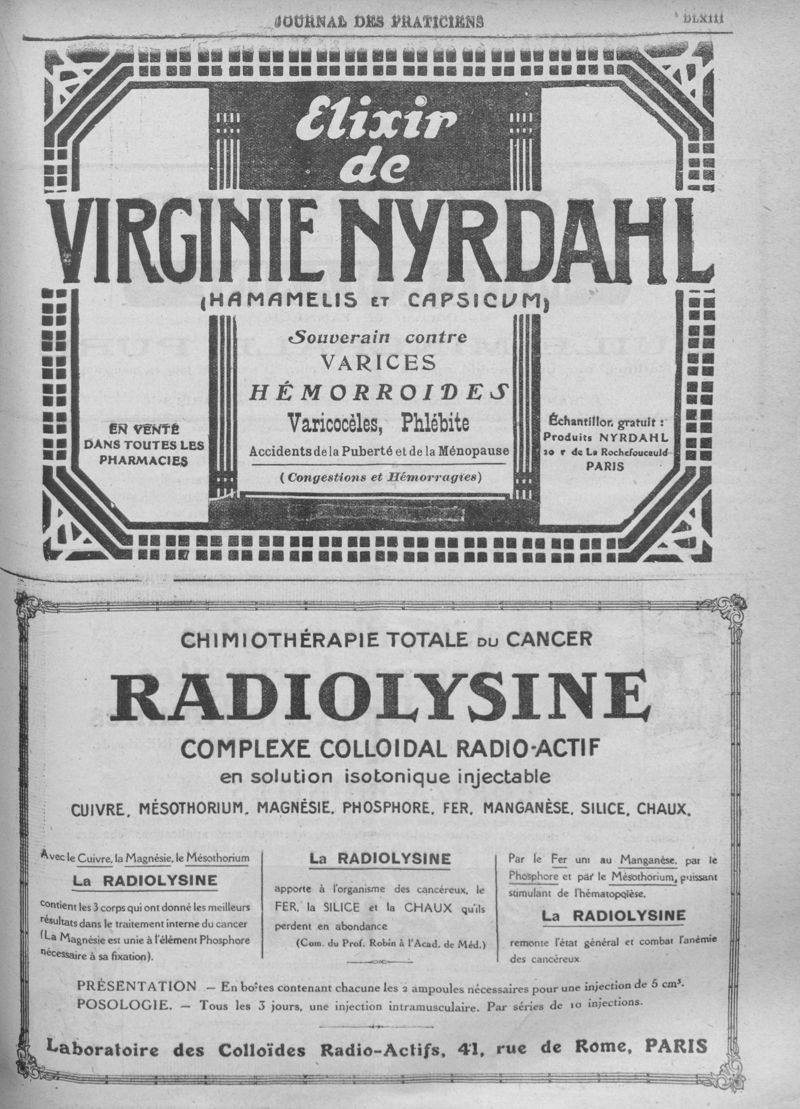 JOURNAL DES PRATICIENS
DLXIII
Elixir
de
VIRGINIE NYRDAHL
(HAMAMELIS ET CAPSICUM)
Souverain contre
VARICES
HÉMORROIDES
Varicocèles, Phlébite
Accidents de la Puberté et de la Ménopause
(Congestions et Hémorragies)
EN VENTE
DANS TOUTES LES
PHARMACIES
Échantillon gratuit :
Produits NYRDAHL
20 r de La Rochefoucauld
PARIS
CHIMIOTHÉRAPIE TOTALE DU CANCER
RADIOLYSINE
COMPLEXE COLLOIDAL RADIO-ACTIF
en solution isotonique injectable
CUIVRE, MÉSOTHORIUM, MAGNÉSIE, PHOSPHORE, FER, MANGANÈSE, SILICE, CHAUX.
Avec le Cuivre, la Magnésie, le Mésothorium
La RADIOLYSINE
contient les 3 corps qui ont donné les meilleurs
résultats dans le traitement interne du cancer
(La Magnésie est unie à l'élément Phosphore
nécessaire à sa fixation).
La RADIOLYSINE
apporte à l'organisme des cancéreux, le
FER, la SILICE et la CHAUX qu'ils
perdent en abondance
(Com. du Prof. Robin à l'Acad. de Méd.)
Par le Fer uni au Manganèse, par le
Phosphore et par le Mésothorium, puissant
stimulant de l'hématopoïèse,
La RADIOLYSINE
remonte l'état général et combat l'anémie
des cancéreux
PRÉSENTATION — En boîtes contenant chacune les 2 ampoules nécessaires pour une injection de 5 cm³.
POSOLOGIE. — Tous les 3 jours, une injection intramusculaire. Par séries de 10 injections.
Laboratoire des Colloïdes Radio-Actifs, 41, rue de Rome, PARIS